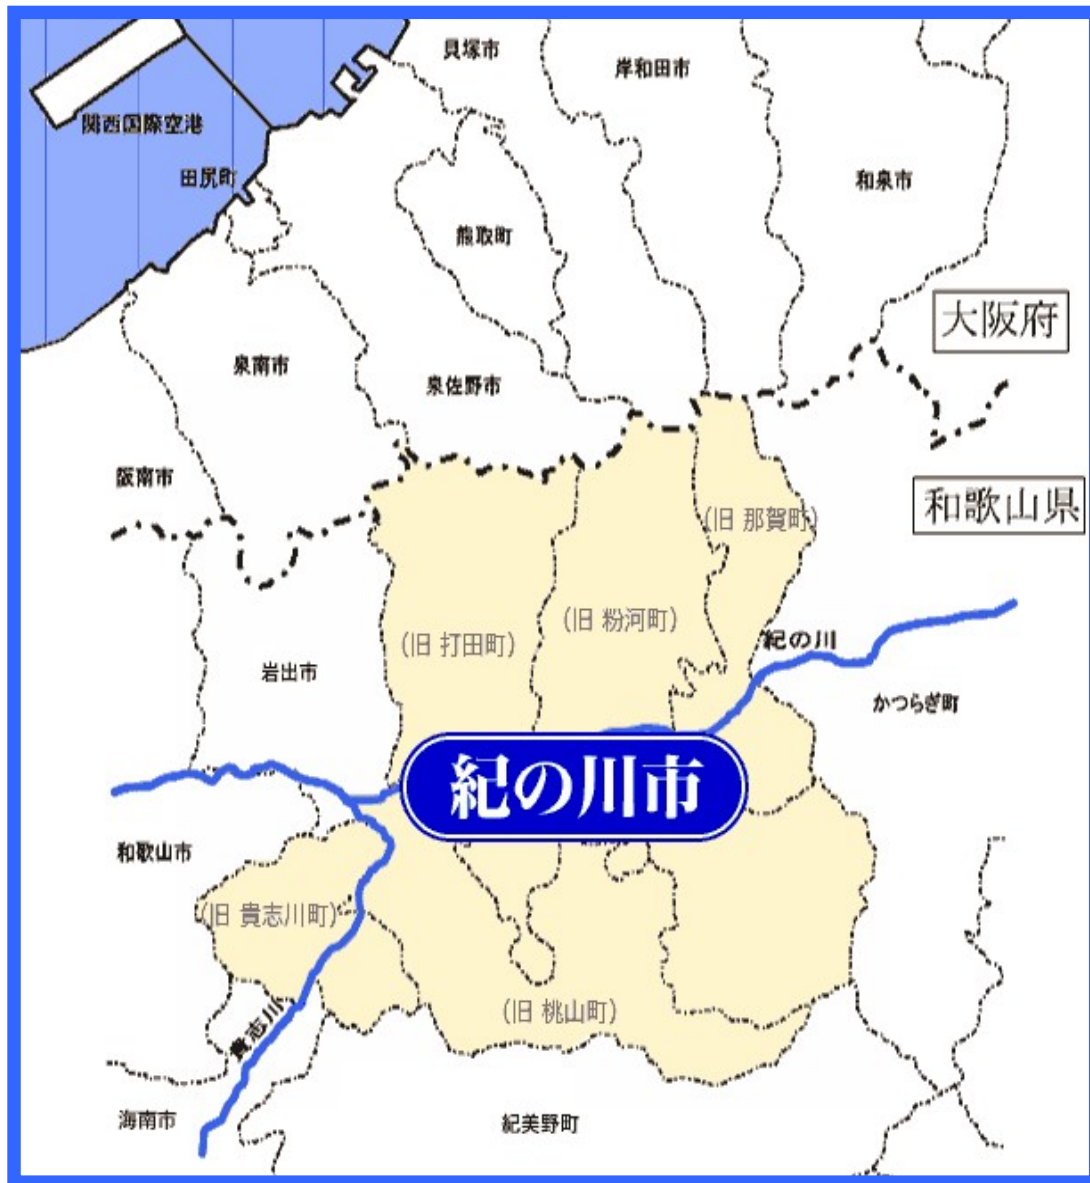 貝塚市
岸和田市
関西国際空港
田尻町
和泉市
熊取町
大阪府
泉南市
泉佐野市
阪南市
和歌山県
(旧 那賀町)
(旧 粉河町)
(旧 打田町)
紀の川
岩出市
かつらぎ町
紀の川市
和歌山市
(旧 貴志川町)
(旧 桃山町)
貴志川
海南市
紀美野町